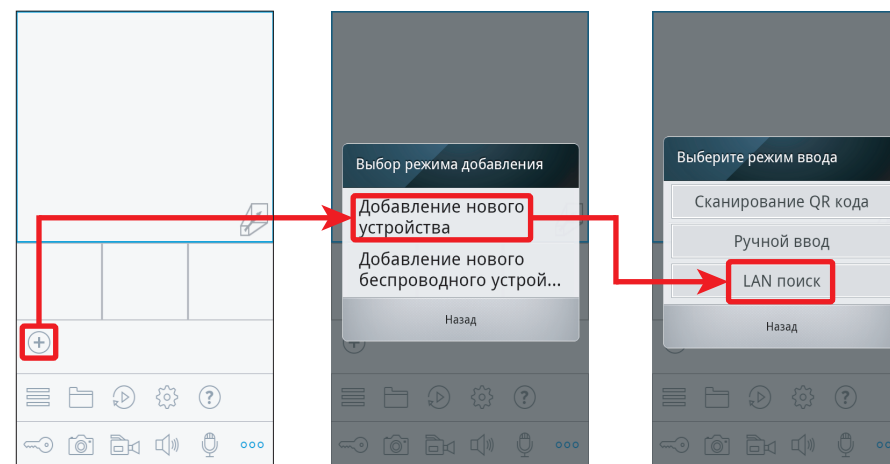 Выбор режима добавления
Добавление нового
устройства
Добавление нового
беспроводного устрой...
Назад
Выберите режим ввода
Сканирование QR кода
Ручной ввод
LAN поиск
Назад